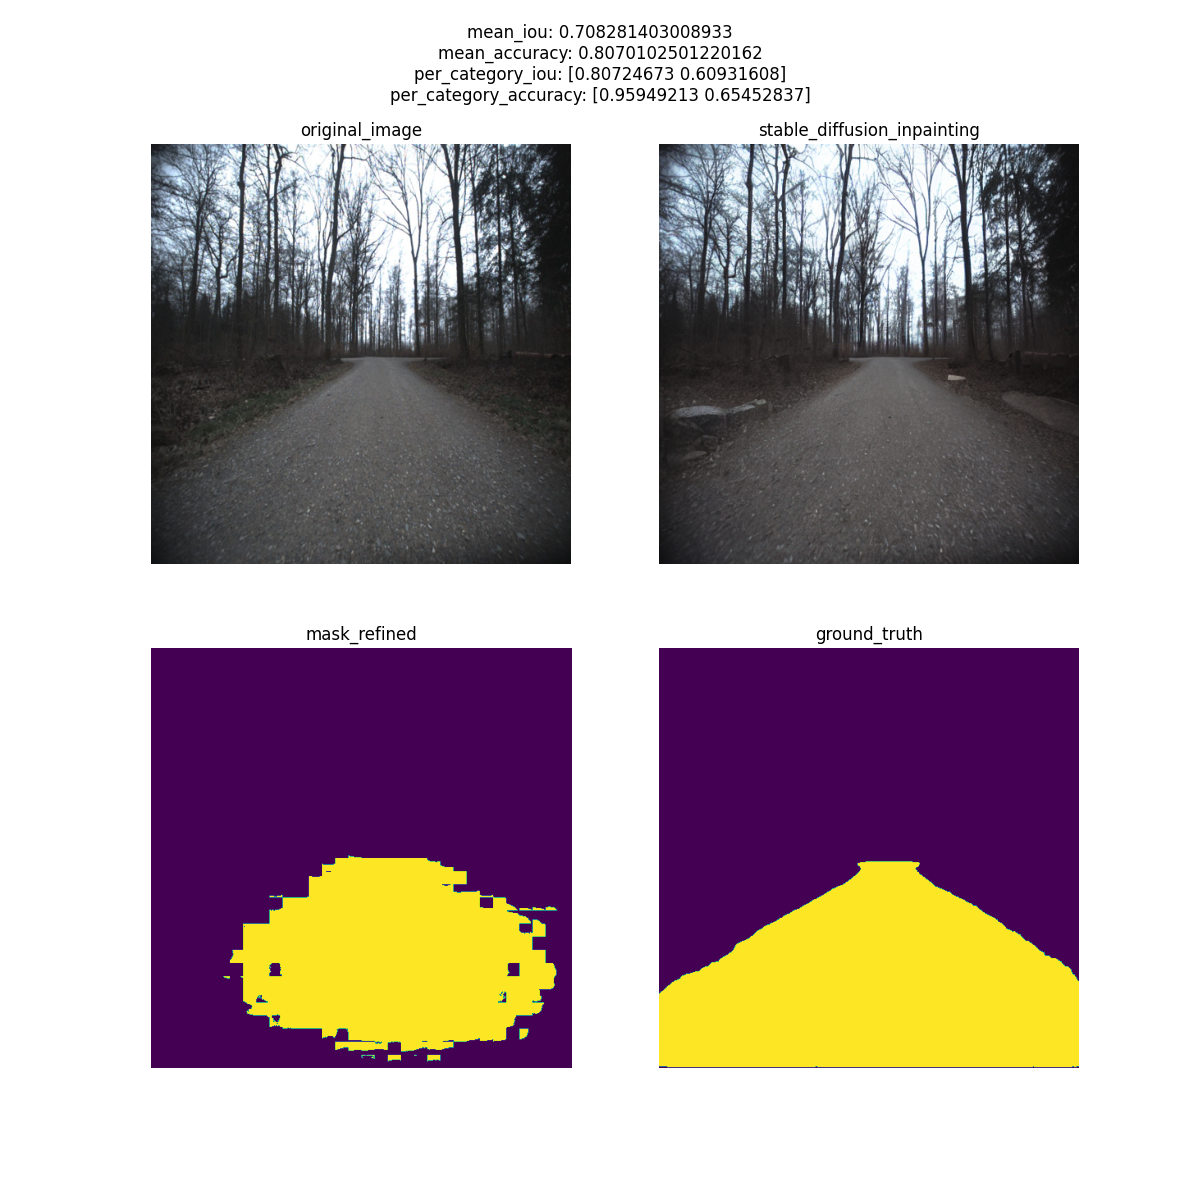 mean_iou: 0.708281403008933
mean_accuracy: 0.8070102501220162
per_category_iou: [0.80724673 0.60931608]
per_category_accuracy: [0.95949213 0.65452837]
original_image
stable_diffusion_inpainting
mask_refined
ground_truth